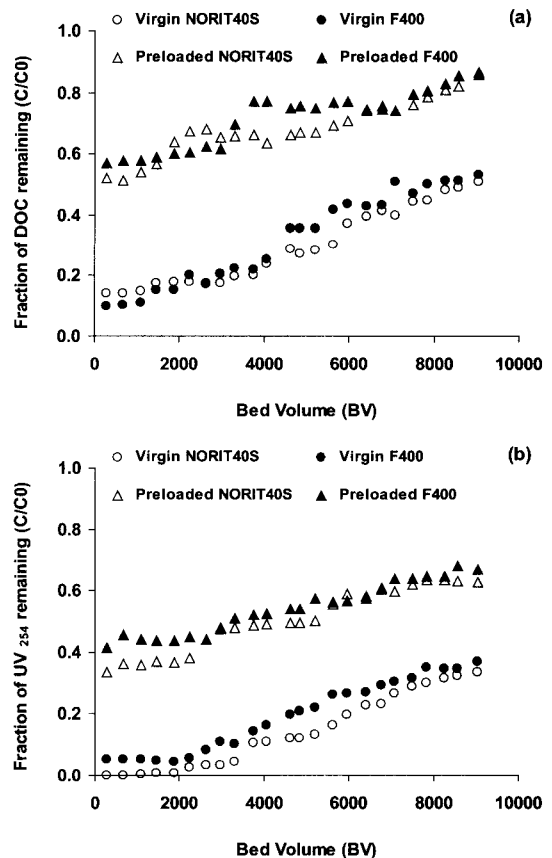 (a)
○ Virgin NORIT40S ● Virgin F400
△ Preloaded NORIT40S ▲ Preloaded F400
Fraction of DOC remaining (C/C0)
1.0
0.8
0.6
0.4
0.2
0.0
0 2000 4000 6000 8000 10000
Bed Volume (BV)
(b)
○ Virgin NORIT40S ● Virgin F400
△ Preloaded NORIT40S ▲ Preloaded F400
Fraction of UV 254 remaining (C/C0)
1.0
0.8
0.6
0.4
0.2
0.0
0 2000 4000 6000 8000 10000
Bed Volume (BV)